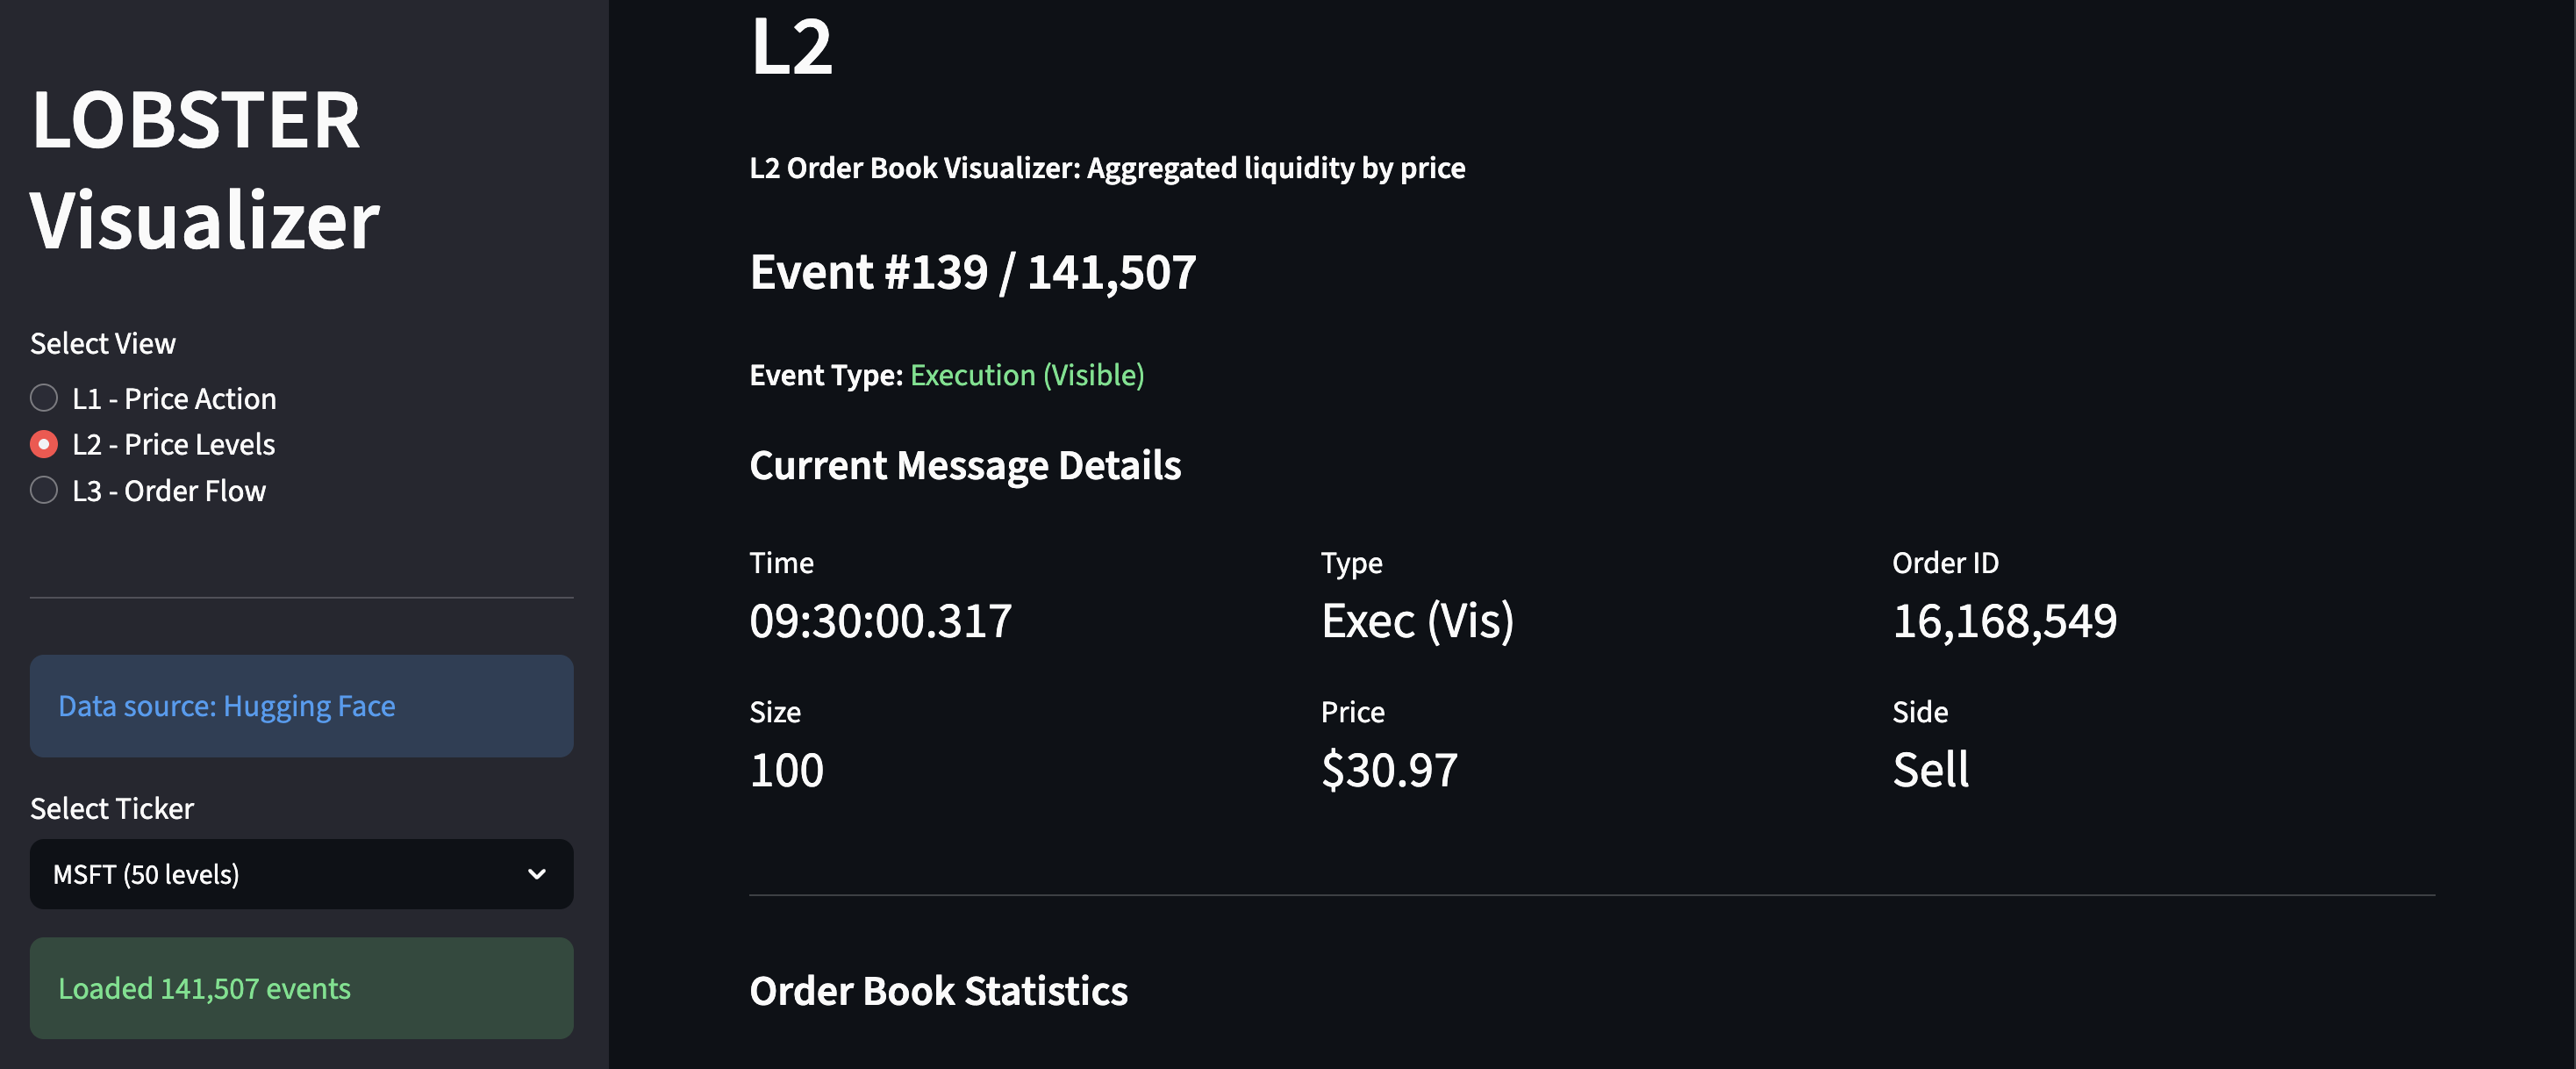 LOBSTER
Visualizer
Select View
L1 - Price Action
L2 - Price Levels
L3 - Order Flow
Data source: Hugging Face
Select Ticker
MSFT (50 levels)
Loaded 141,507 events
L2
L2 Order Book Visualizer: Aggregated liquidity by price
Event #139 / 141,507
Event Type: Execution (Visible)
Current Message Details
Time
09:30:00.317
Type
Exec (Vis)
Order ID
16,168,549
Size
100
Price
$30.97
Side
Sell
Order Book Statistics